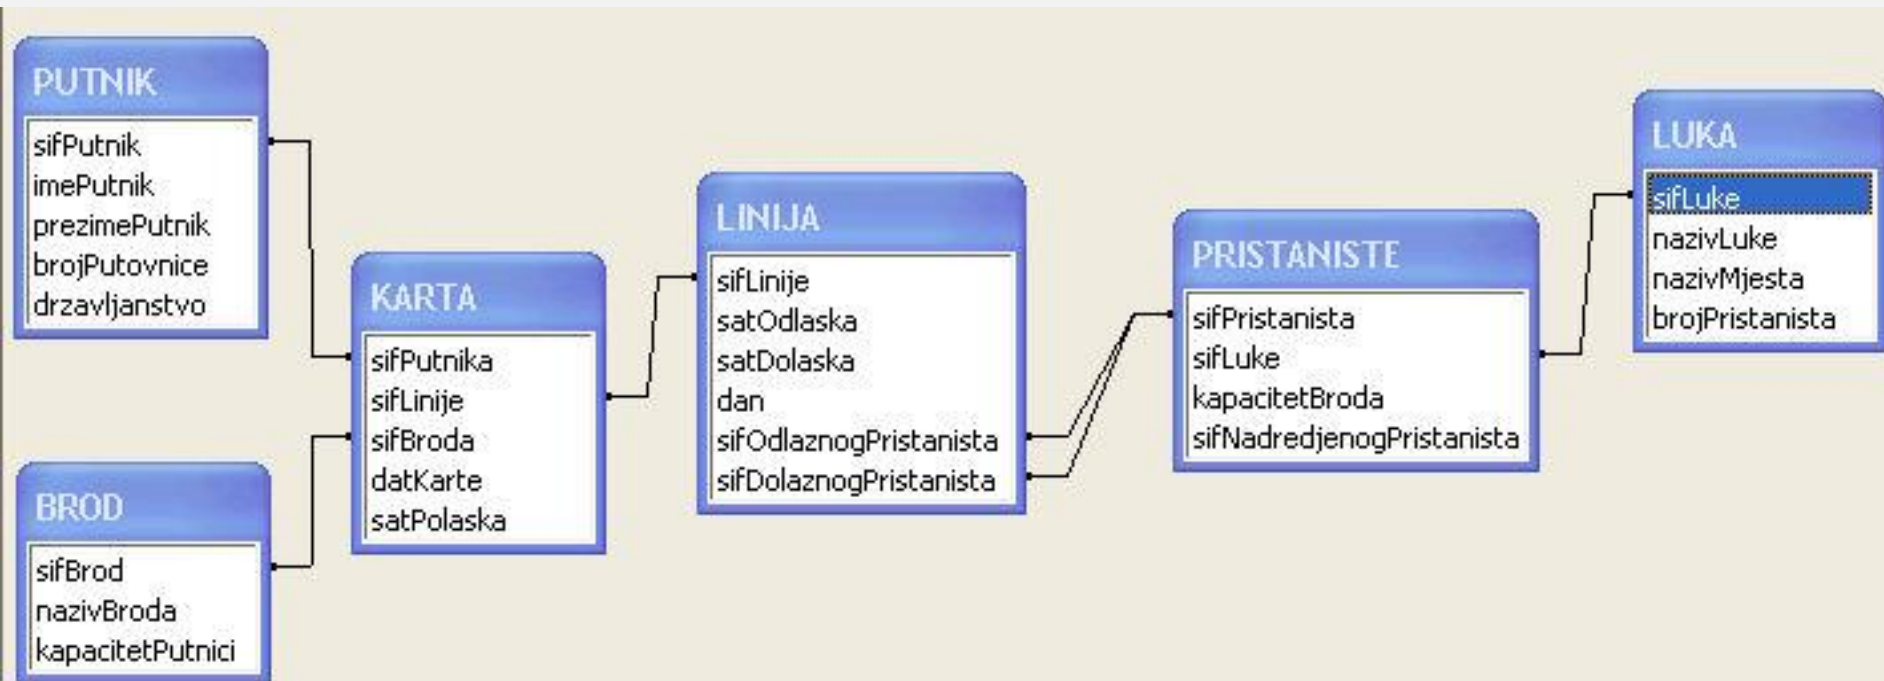 PUTNIK
sifPutnik
imePutnik
prezimePutnik
brojPutovnice
drzavljanstvo
BROD
sifBrod
nazivBroda
kapacitetPutnici
KARTA
sifPutnika
sifLinije
sifBroda
datKarte
satPolaska
LINIJA
sifLinije
satOdlaska
satDolaska
dan
sifOdlaznogPristanista
sifDolaznogPristanista
PRISTANISTE
sifPristanista
sifLuke
kapacitetBroda
sifNadredjenogPristanista
LUKA
sifLuke
nazivLuke
nazivMjesta
brojPristanista